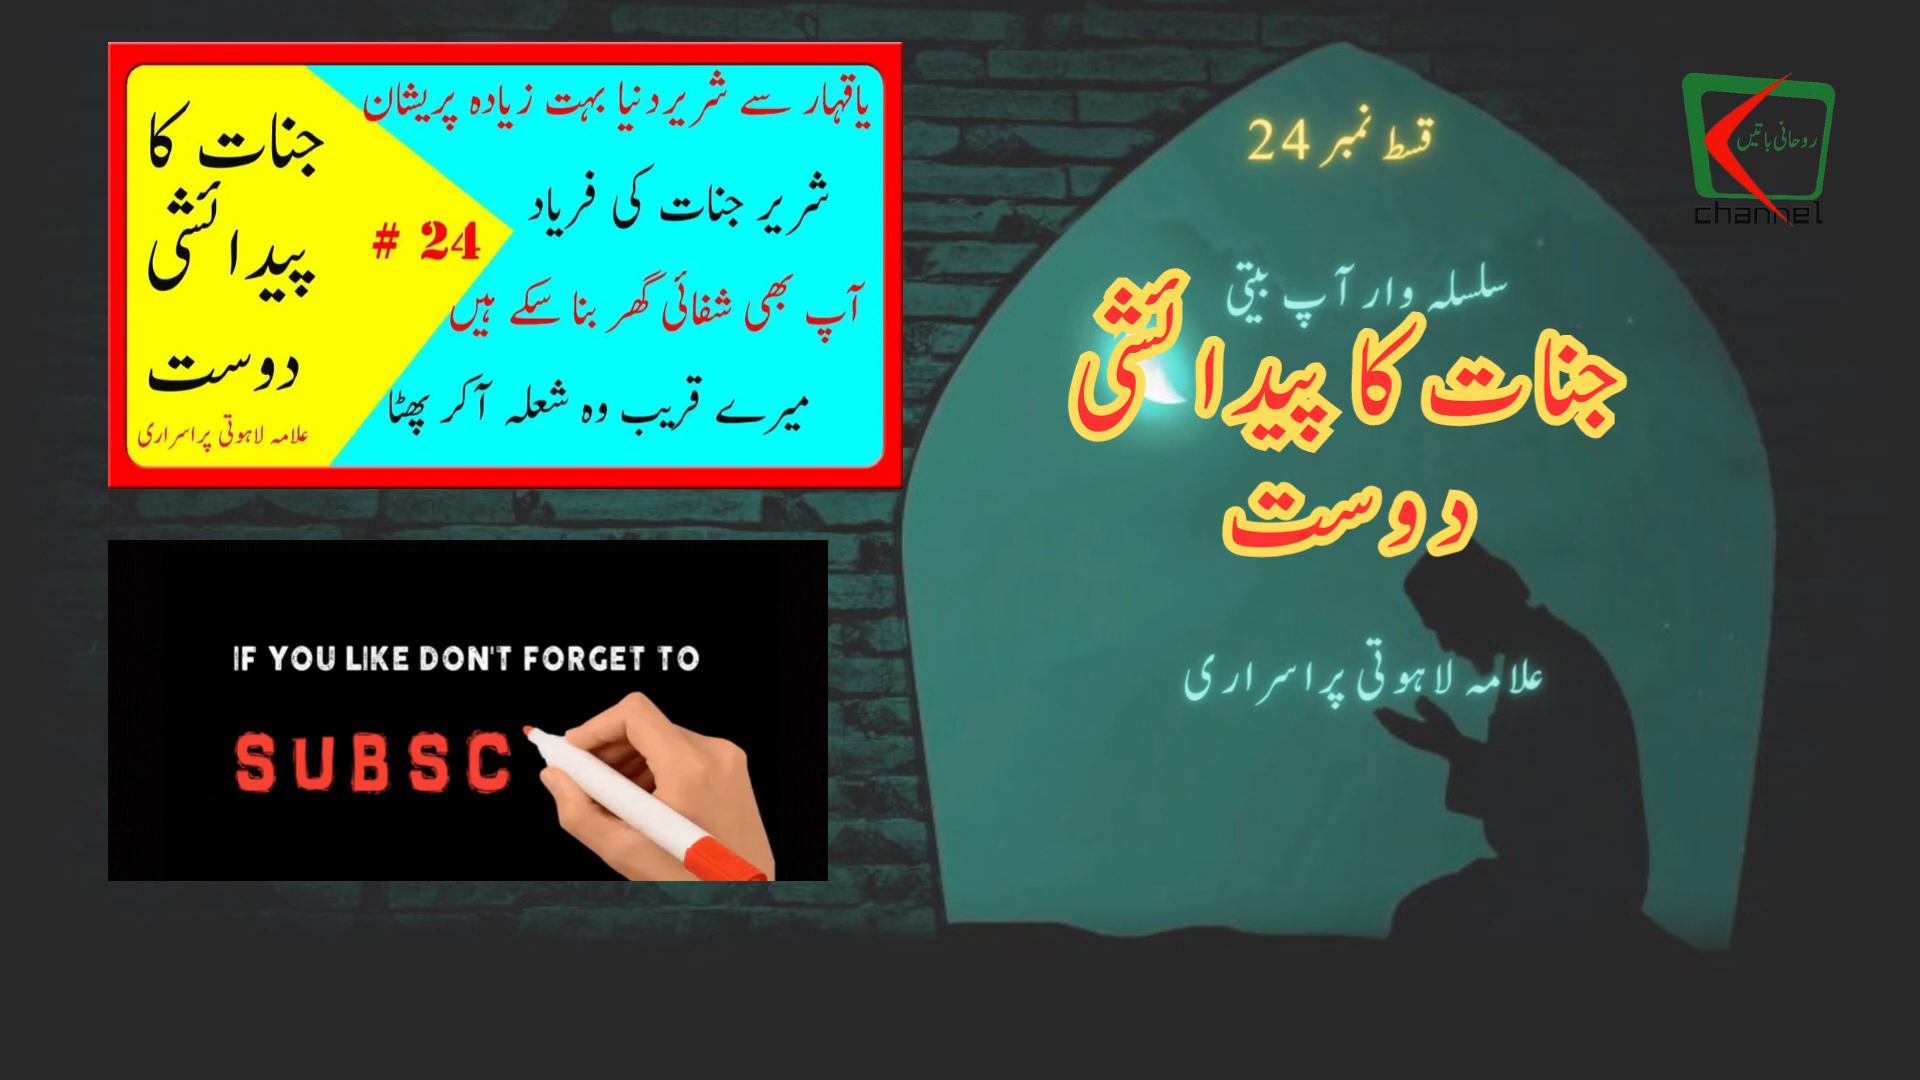 جنات کا
پیدائشی
دوست
علامہ لاہوتی پراسراری
# 24
یاقہار سے شریر دنیا بہت زیادہ پریشان
شریر جنات کی فریاد
آپ بھی شفائی گھر بنا سکے ہیں
میرے قریب وہ شعلہ آکر پھٹا
قسط نمبر 24
سلسلہ وار آپ بیتی
جنات کا پیدائشی
دوست
علامہ لاہوتی پراسراری
روحانی باتیں
channel
IF YOU LIKE DON'T FORGET TO
SUBSC